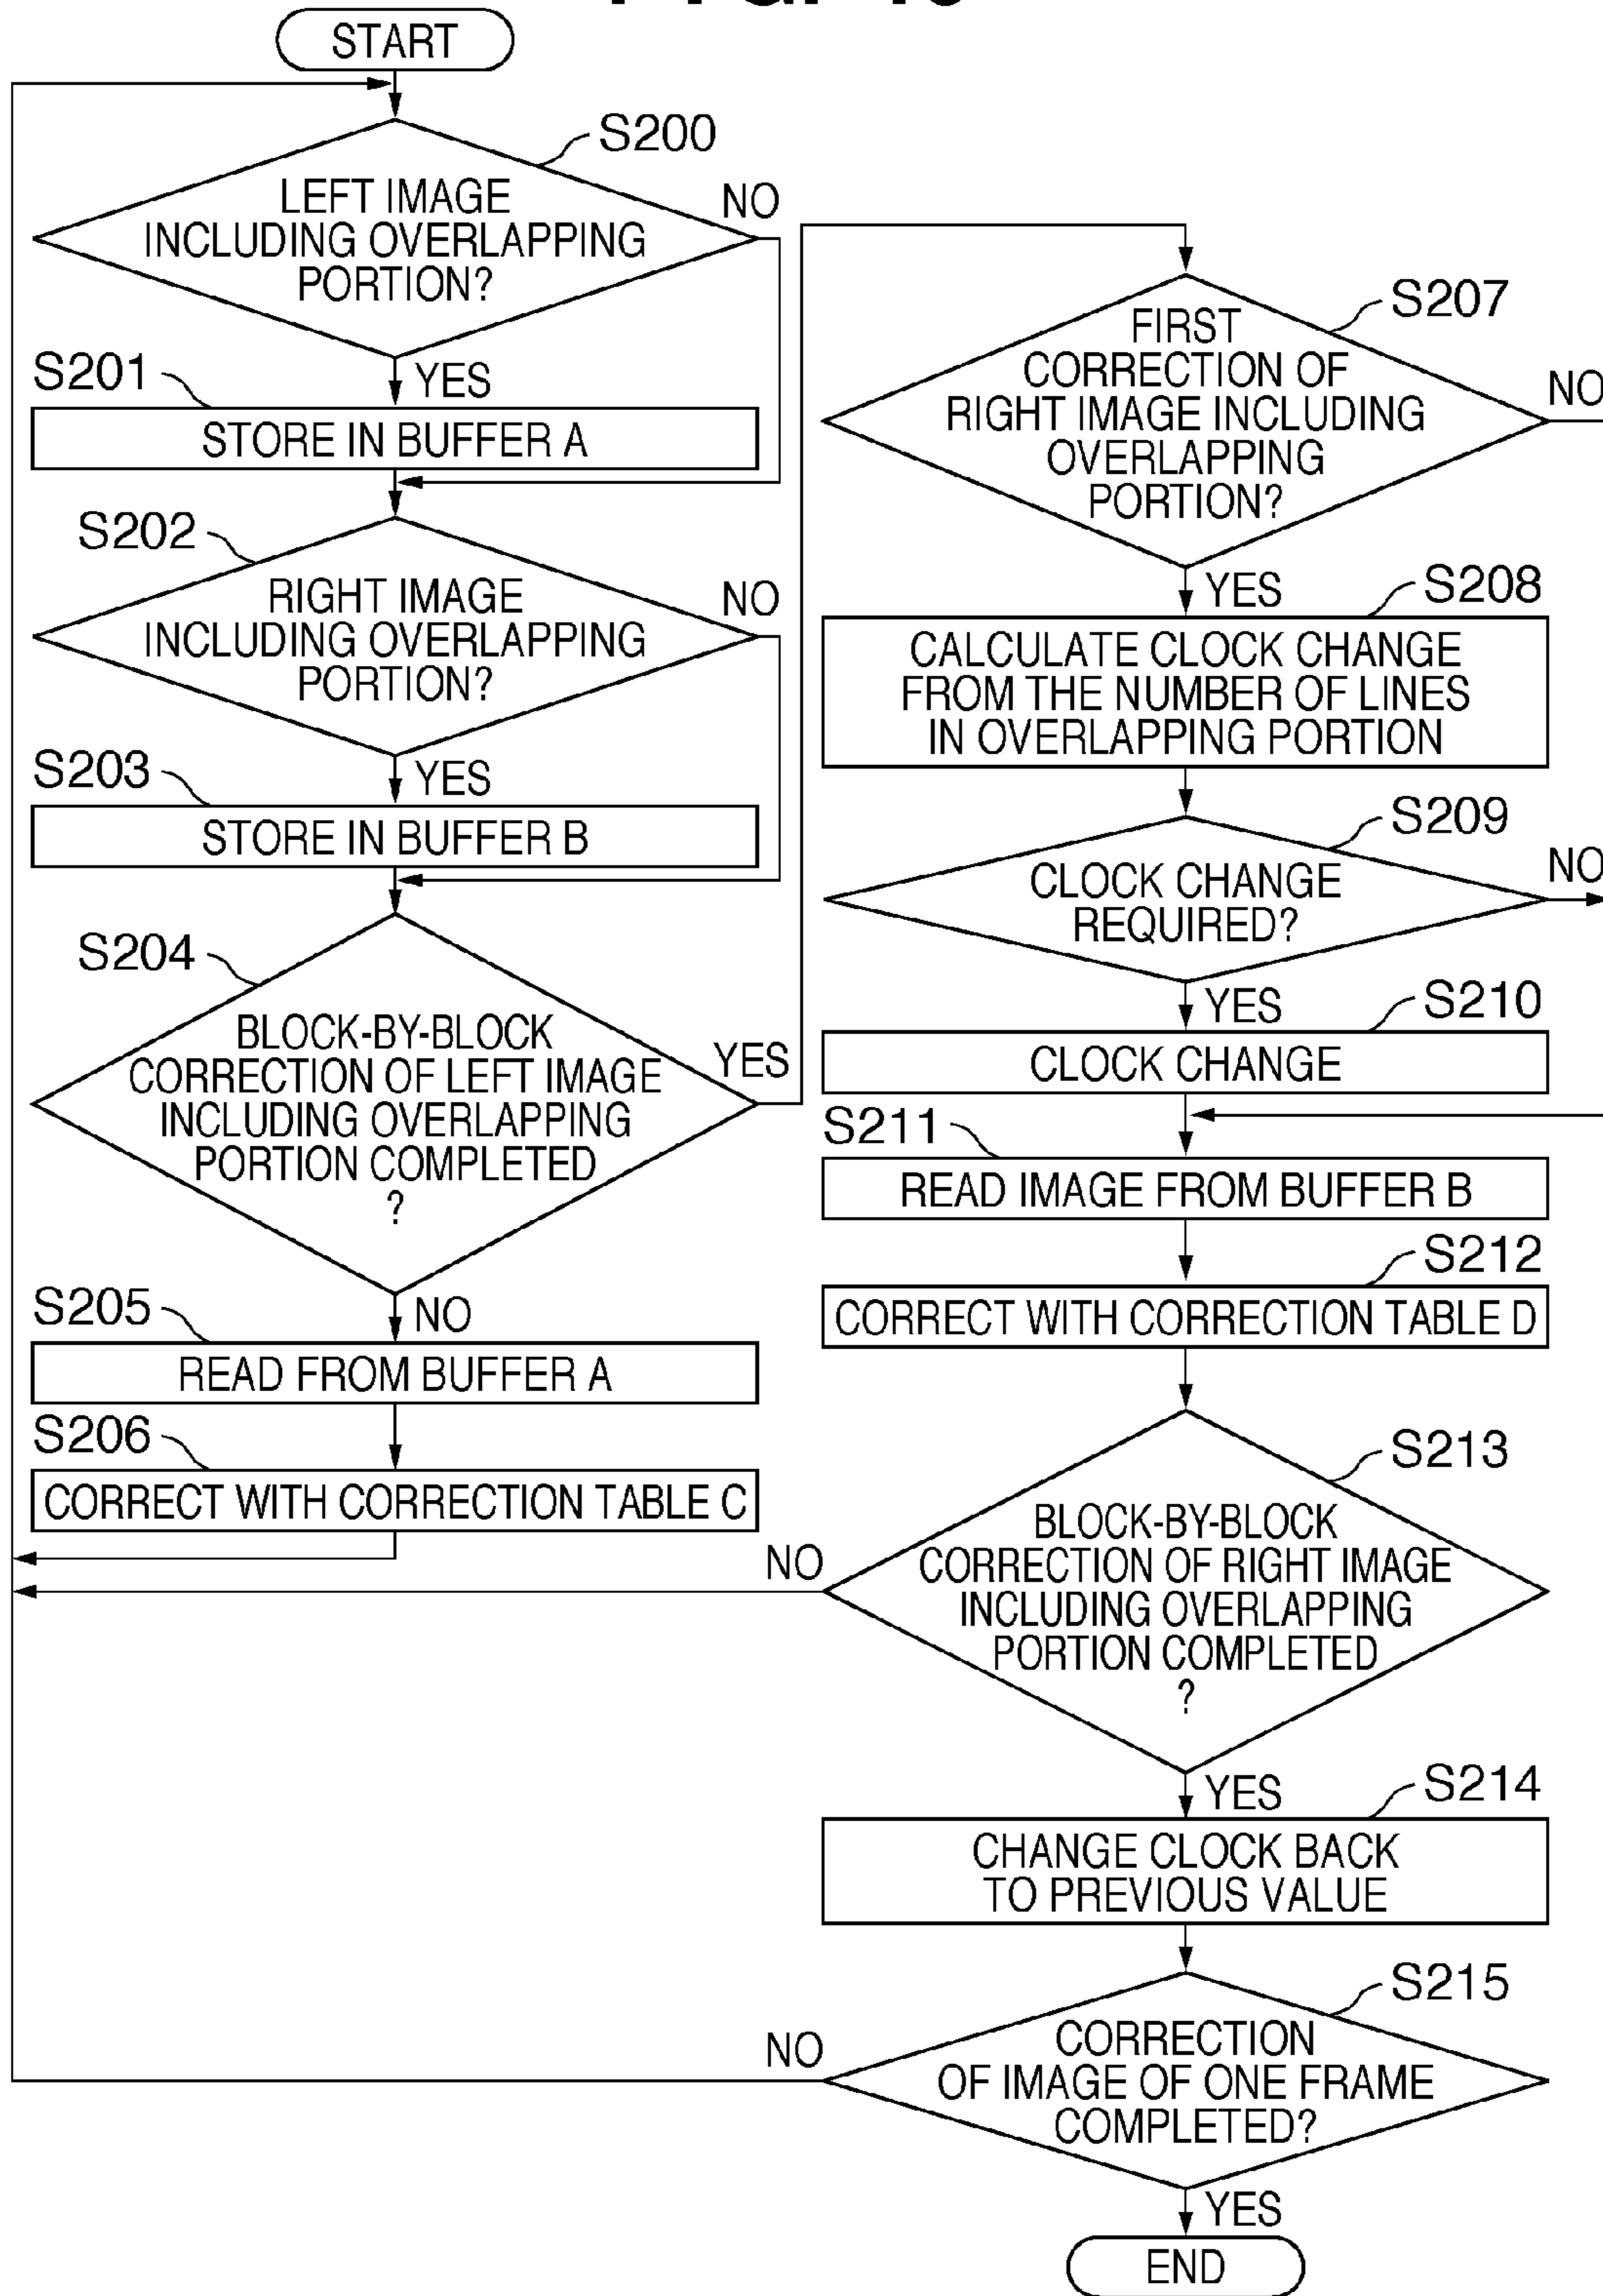 START
S200
LEFT IMAGE
INCLUDING OVERLAPPING
PORTION?
NO
YES
S201
STORE IN BUFFER A
S202
RIGHT IMAGE
INCLUDING OVERLAPPING
PORTION?
NO
YES
S203
STORE IN BUFFER B
S204
BLOCK-BY-BLOCK
CORRECTION OF LEFT IMAGE
INCLUDING OVERLAPPING
PORTION COMPLETED
?
YES
NO
S205
READ FROM BUFFER A
S206
CORRECT WITH CORRECTION TABLE C
S207
FIRST
CORRECTION OF
RIGHT IMAGE INCLUDING
OVERLAPPING
PORTION?
NO
YES
S208
CALCULATE CLOCK CHANGE
FROM THE NUMBER OF LINES
IN OVERLAPPING PORTION
S209
CLOCK CHANGE
REQUIRED?
NO
YES
S210
CLOCK CHANGE
S211
READ IMAGE FROM BUFFER B
S212
CORRECT WITH CORRECTION TABLE D
S213
BLOCK-BY-BLOCK
CORRECTION OF RIGHT IMAGE
INCLUDING OVERLAPPING
PORTION COMPLETED
?
NO
YES
S214
CHANGE CLOCK BACK
TO PREVIOUS VALUE
S215
CORRECTION
OF IMAGE OF ONE FRAME
COMPLETED?
NO
YES
END